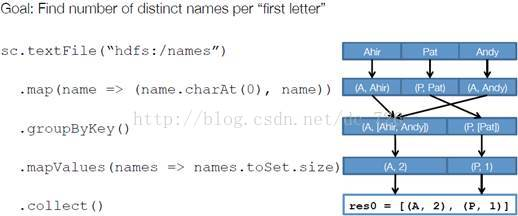 Goal: Find number of distinct names per “first letter”
sc.textFile(“hdfs:/names”)
Ahir Pat Andy
.map(name => (name.charAt(0), name))
(A, Ahir) (P, Pat) (A, Andy)
.groupByKey()
(A, [Ahir, Andy]) (P, [Pat])
.mapValues(names => names.toSet.size)
(A, 2) (P, 1)
.collect()
res0 = [(A, 2), (P, 1)]